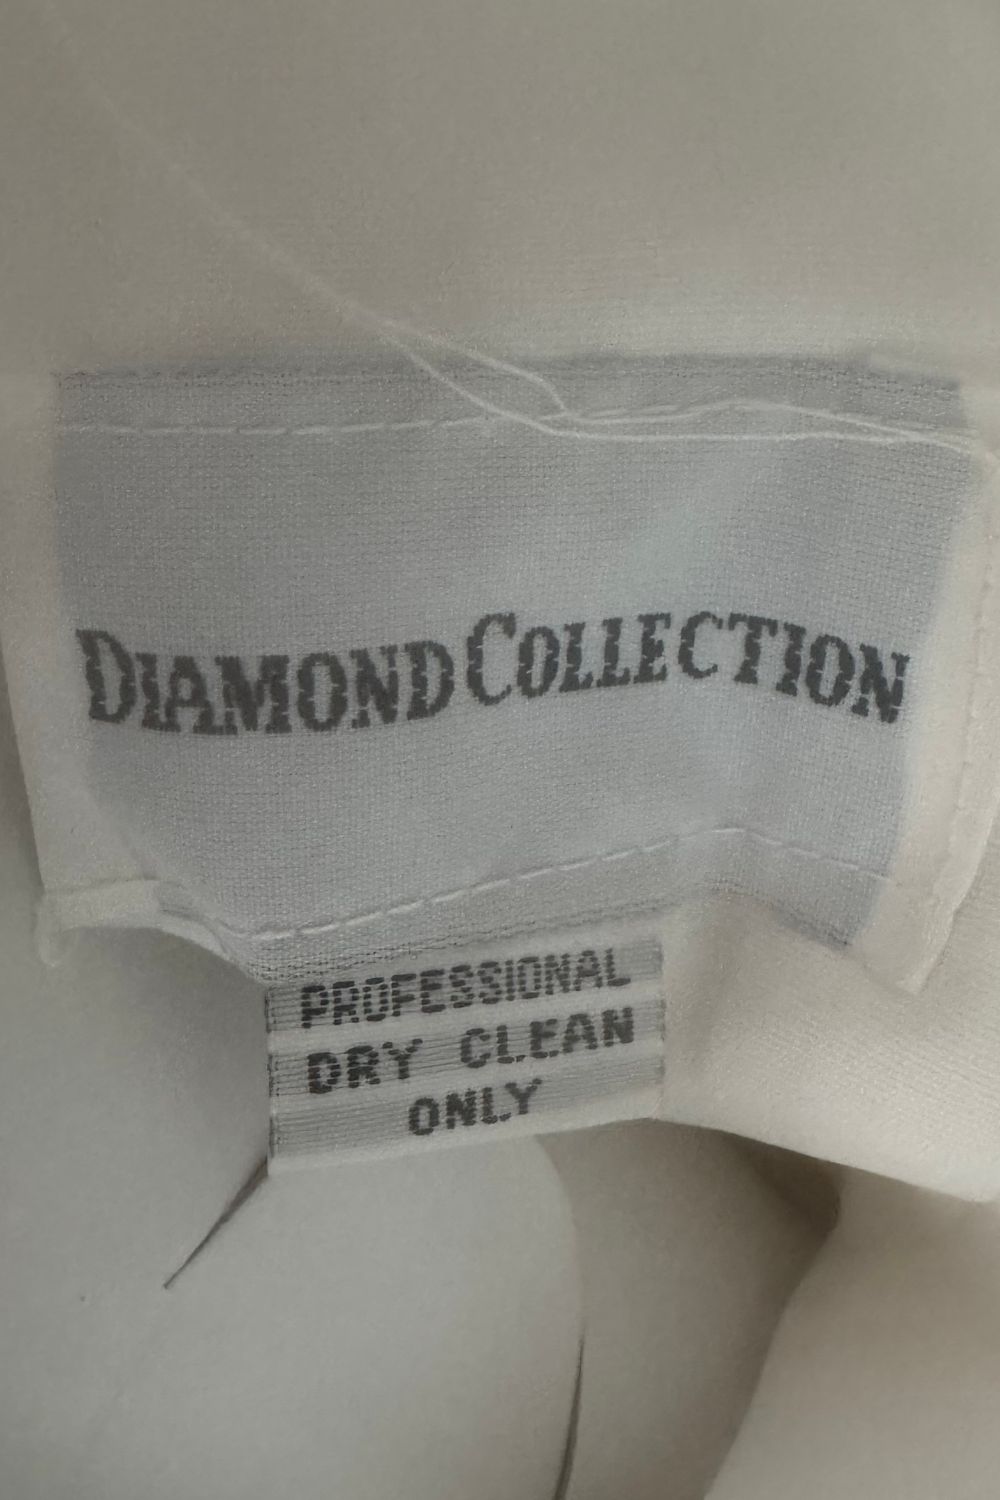 DIAMOND COLLECTION
PROFESSIONAL
DRY CLEAN
ONLY